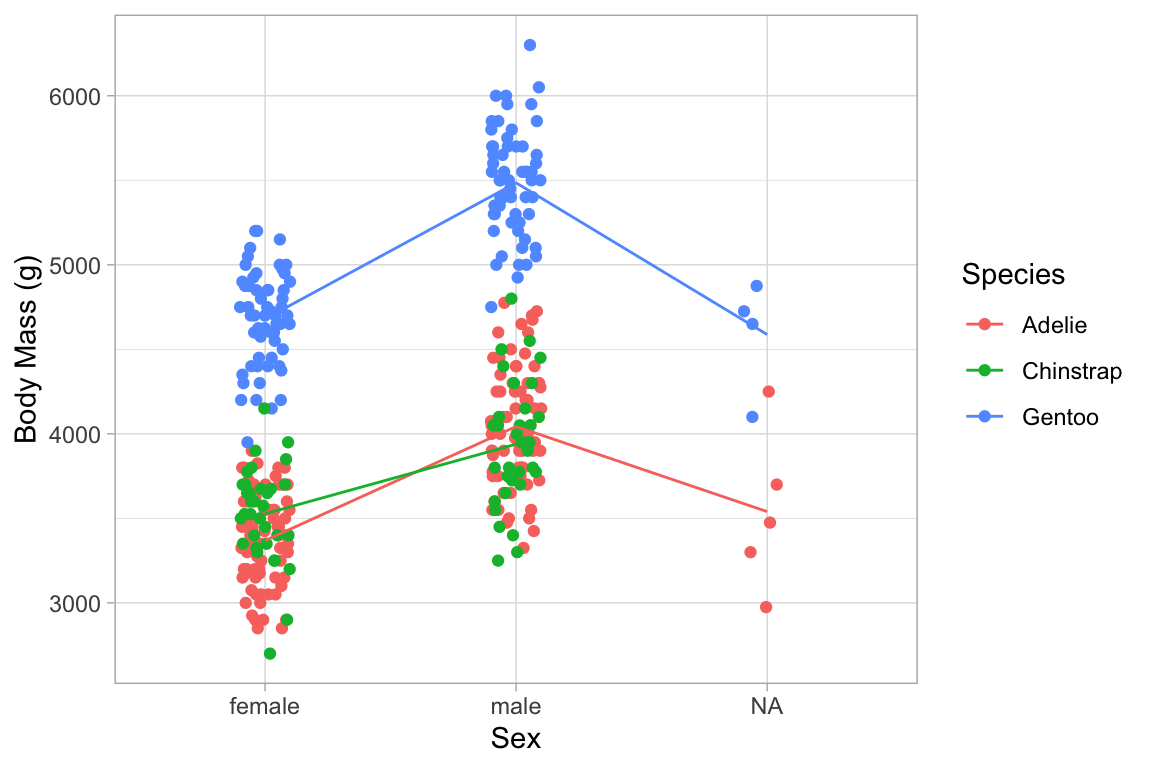 6000
5000
4000
3000
Body Mass (g)
female
male
NA
Sex
Species
Adelie
Chinstrap
Gentoo